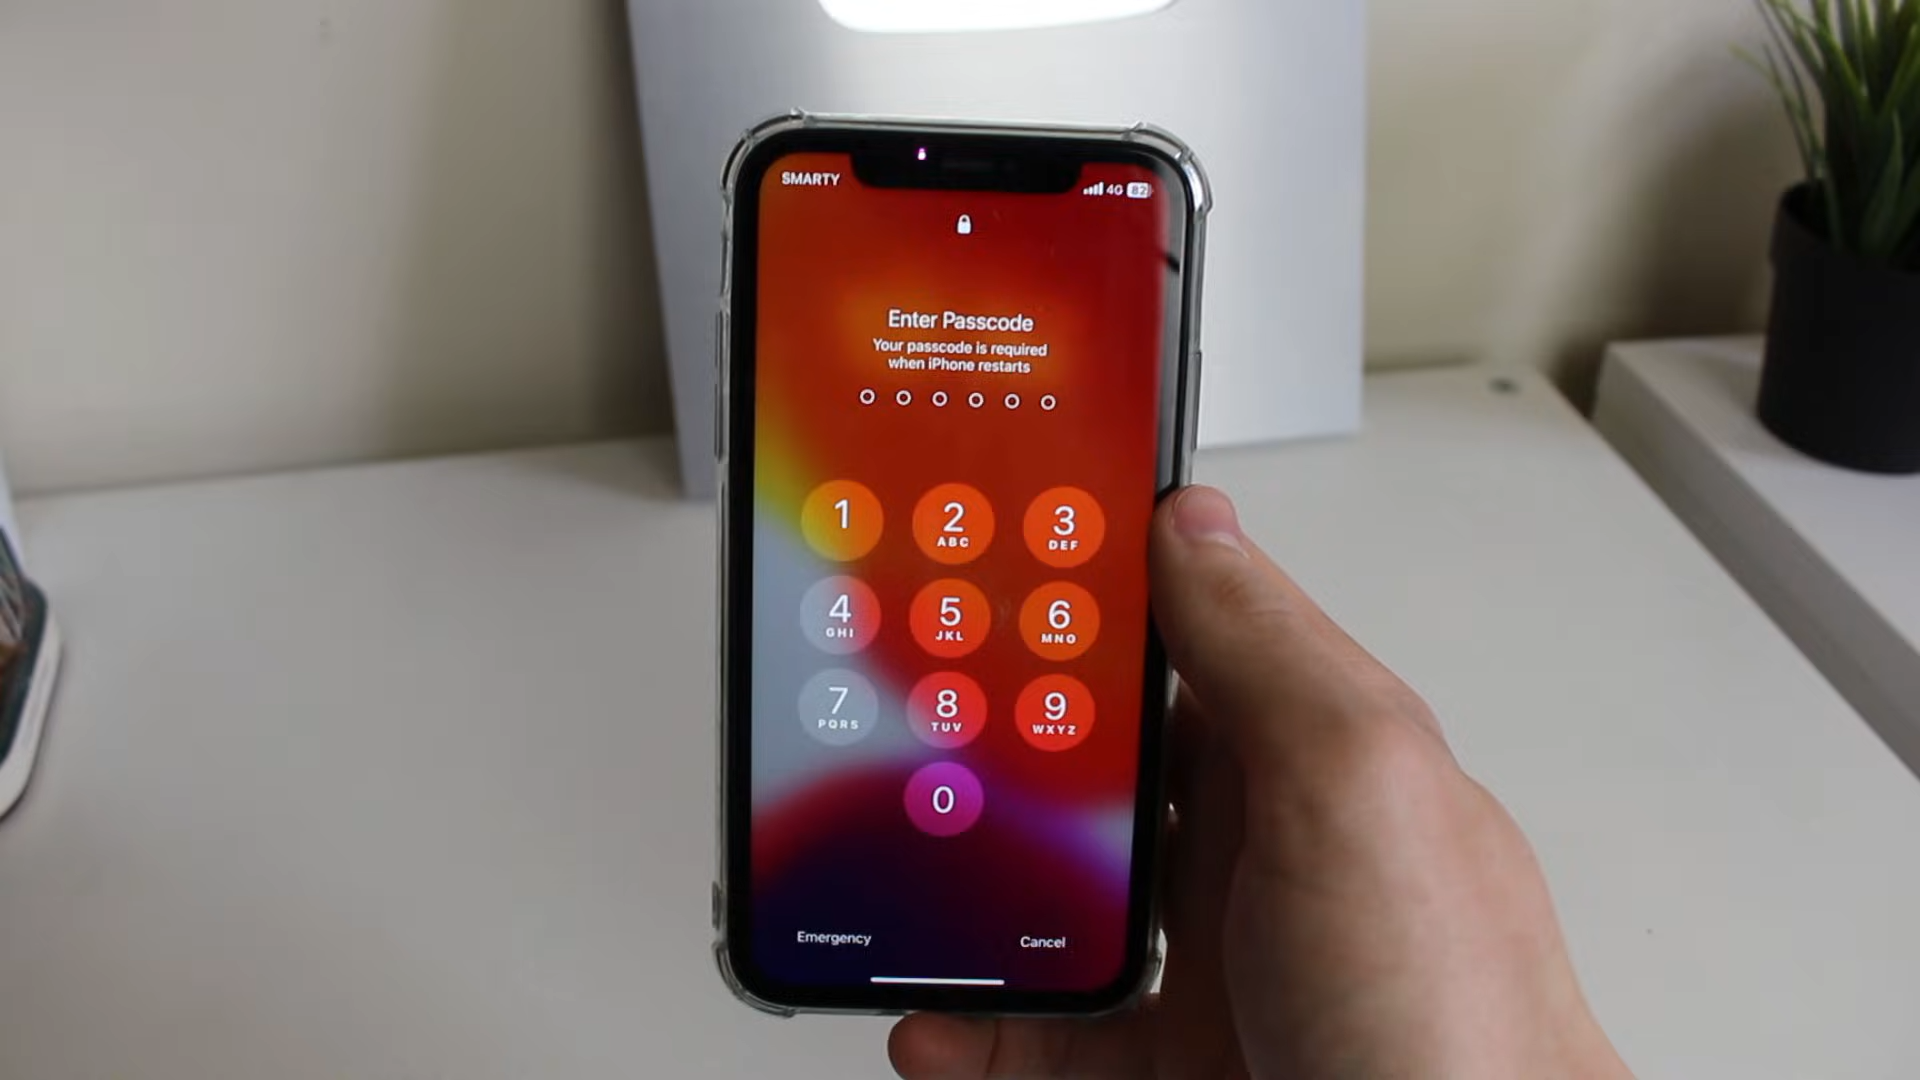 SMARTY
4G 82
Enter Passcode
Your passcode is required
when iPhone restarts
1
2
ABC
3
DEF
4
GHI
5
JKL
6
MNO
7
PQRS
8
TUV
9
WXYZ
0
Emergency
Cancel